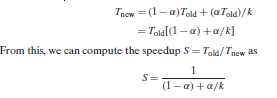 T_new = (1 − α)T_old + (αT_old)/k
= T_old[(1 − α) + α/k]
From this, we can compute the speedup S = T_old/T_new as
S = 1 / ((1 − α) + α/k)